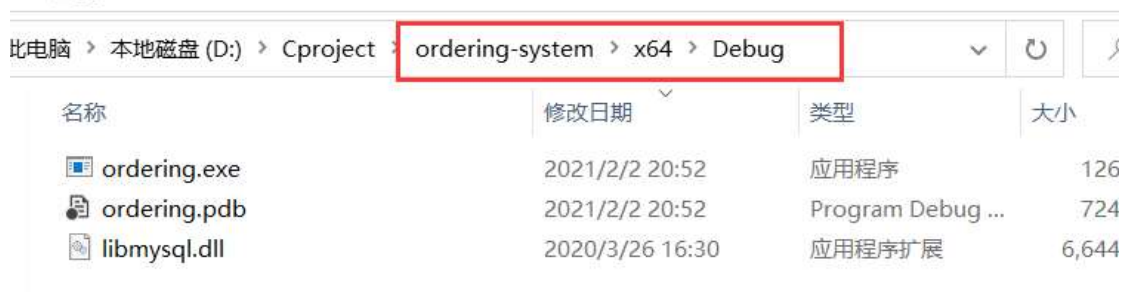 此电脑 > 本地磁盘 (D:) > Cproject > ordering-system > x64 > Debug
名称 修改日期 类型 大小
ordering.exe 2021/2/2 20:52 应用程序 126
ordering.pdb 2021/2/2 20:52 Program Debug ... 724
libmysql.dll 2020/3/26 16:30 应用程序扩展 6,644